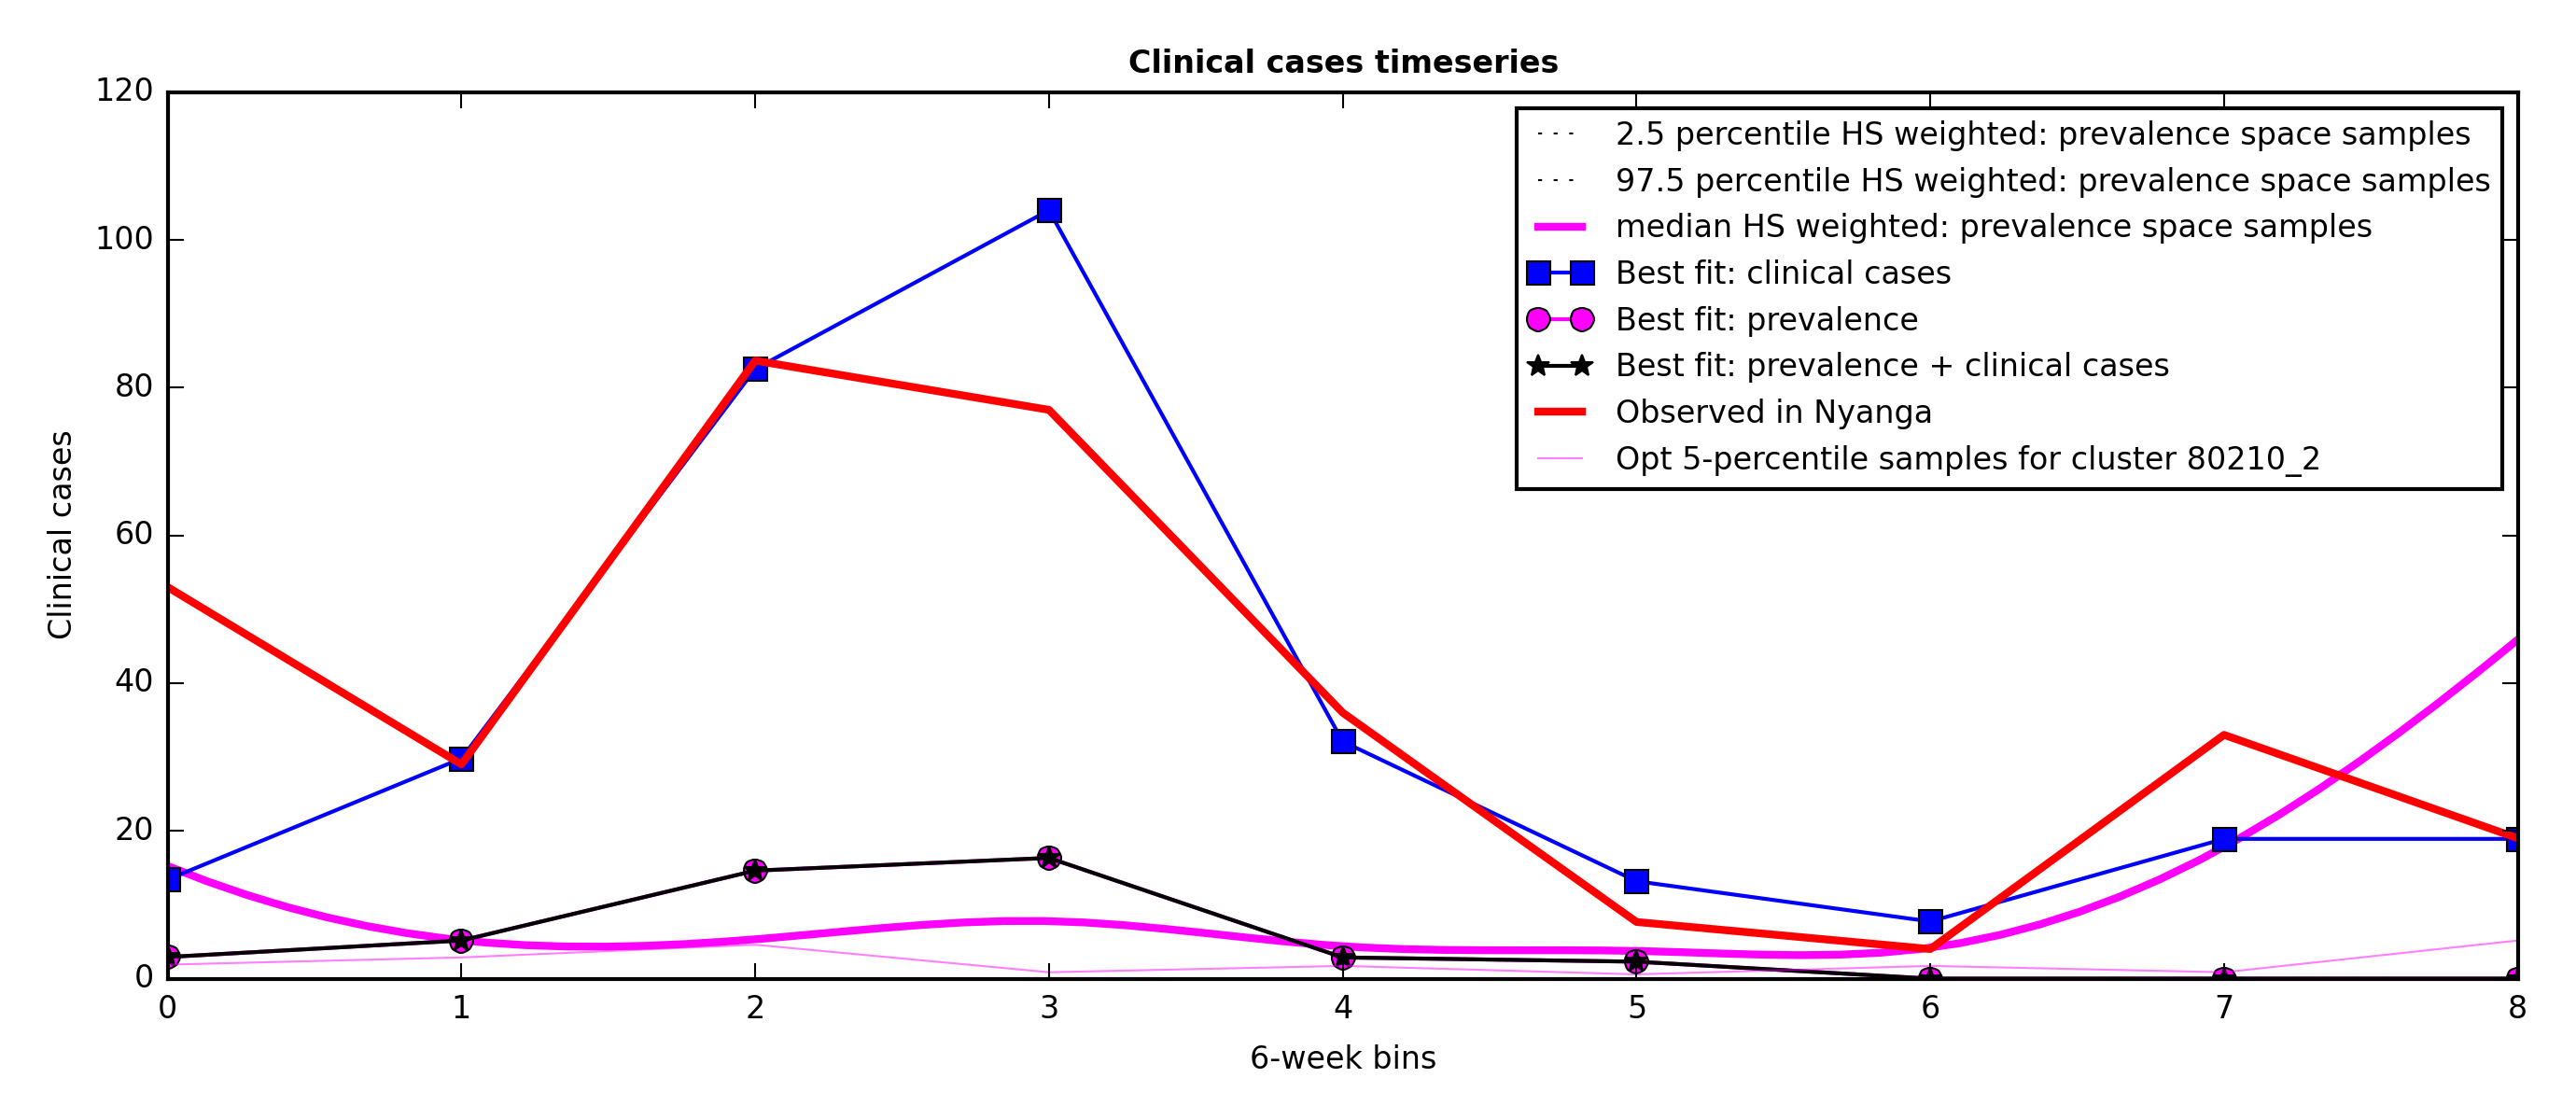 Clinical cases timeseries
120
100
80
60
40
20
0
Clinical cases
2.5 percentile HS weighted: prevalence space samples
97.5 percentile HS weighted: prevalence space samples
median HS weighted: prevalence space samples
Best fit: clinical cases
Best fit: prevalence
Best fit: prevalence + clinical cases
Observed in Nyanga
Opt 5-percentile samples for cluster 80210_2
0 1 2 3 4 5 6 7 8
6-week bins